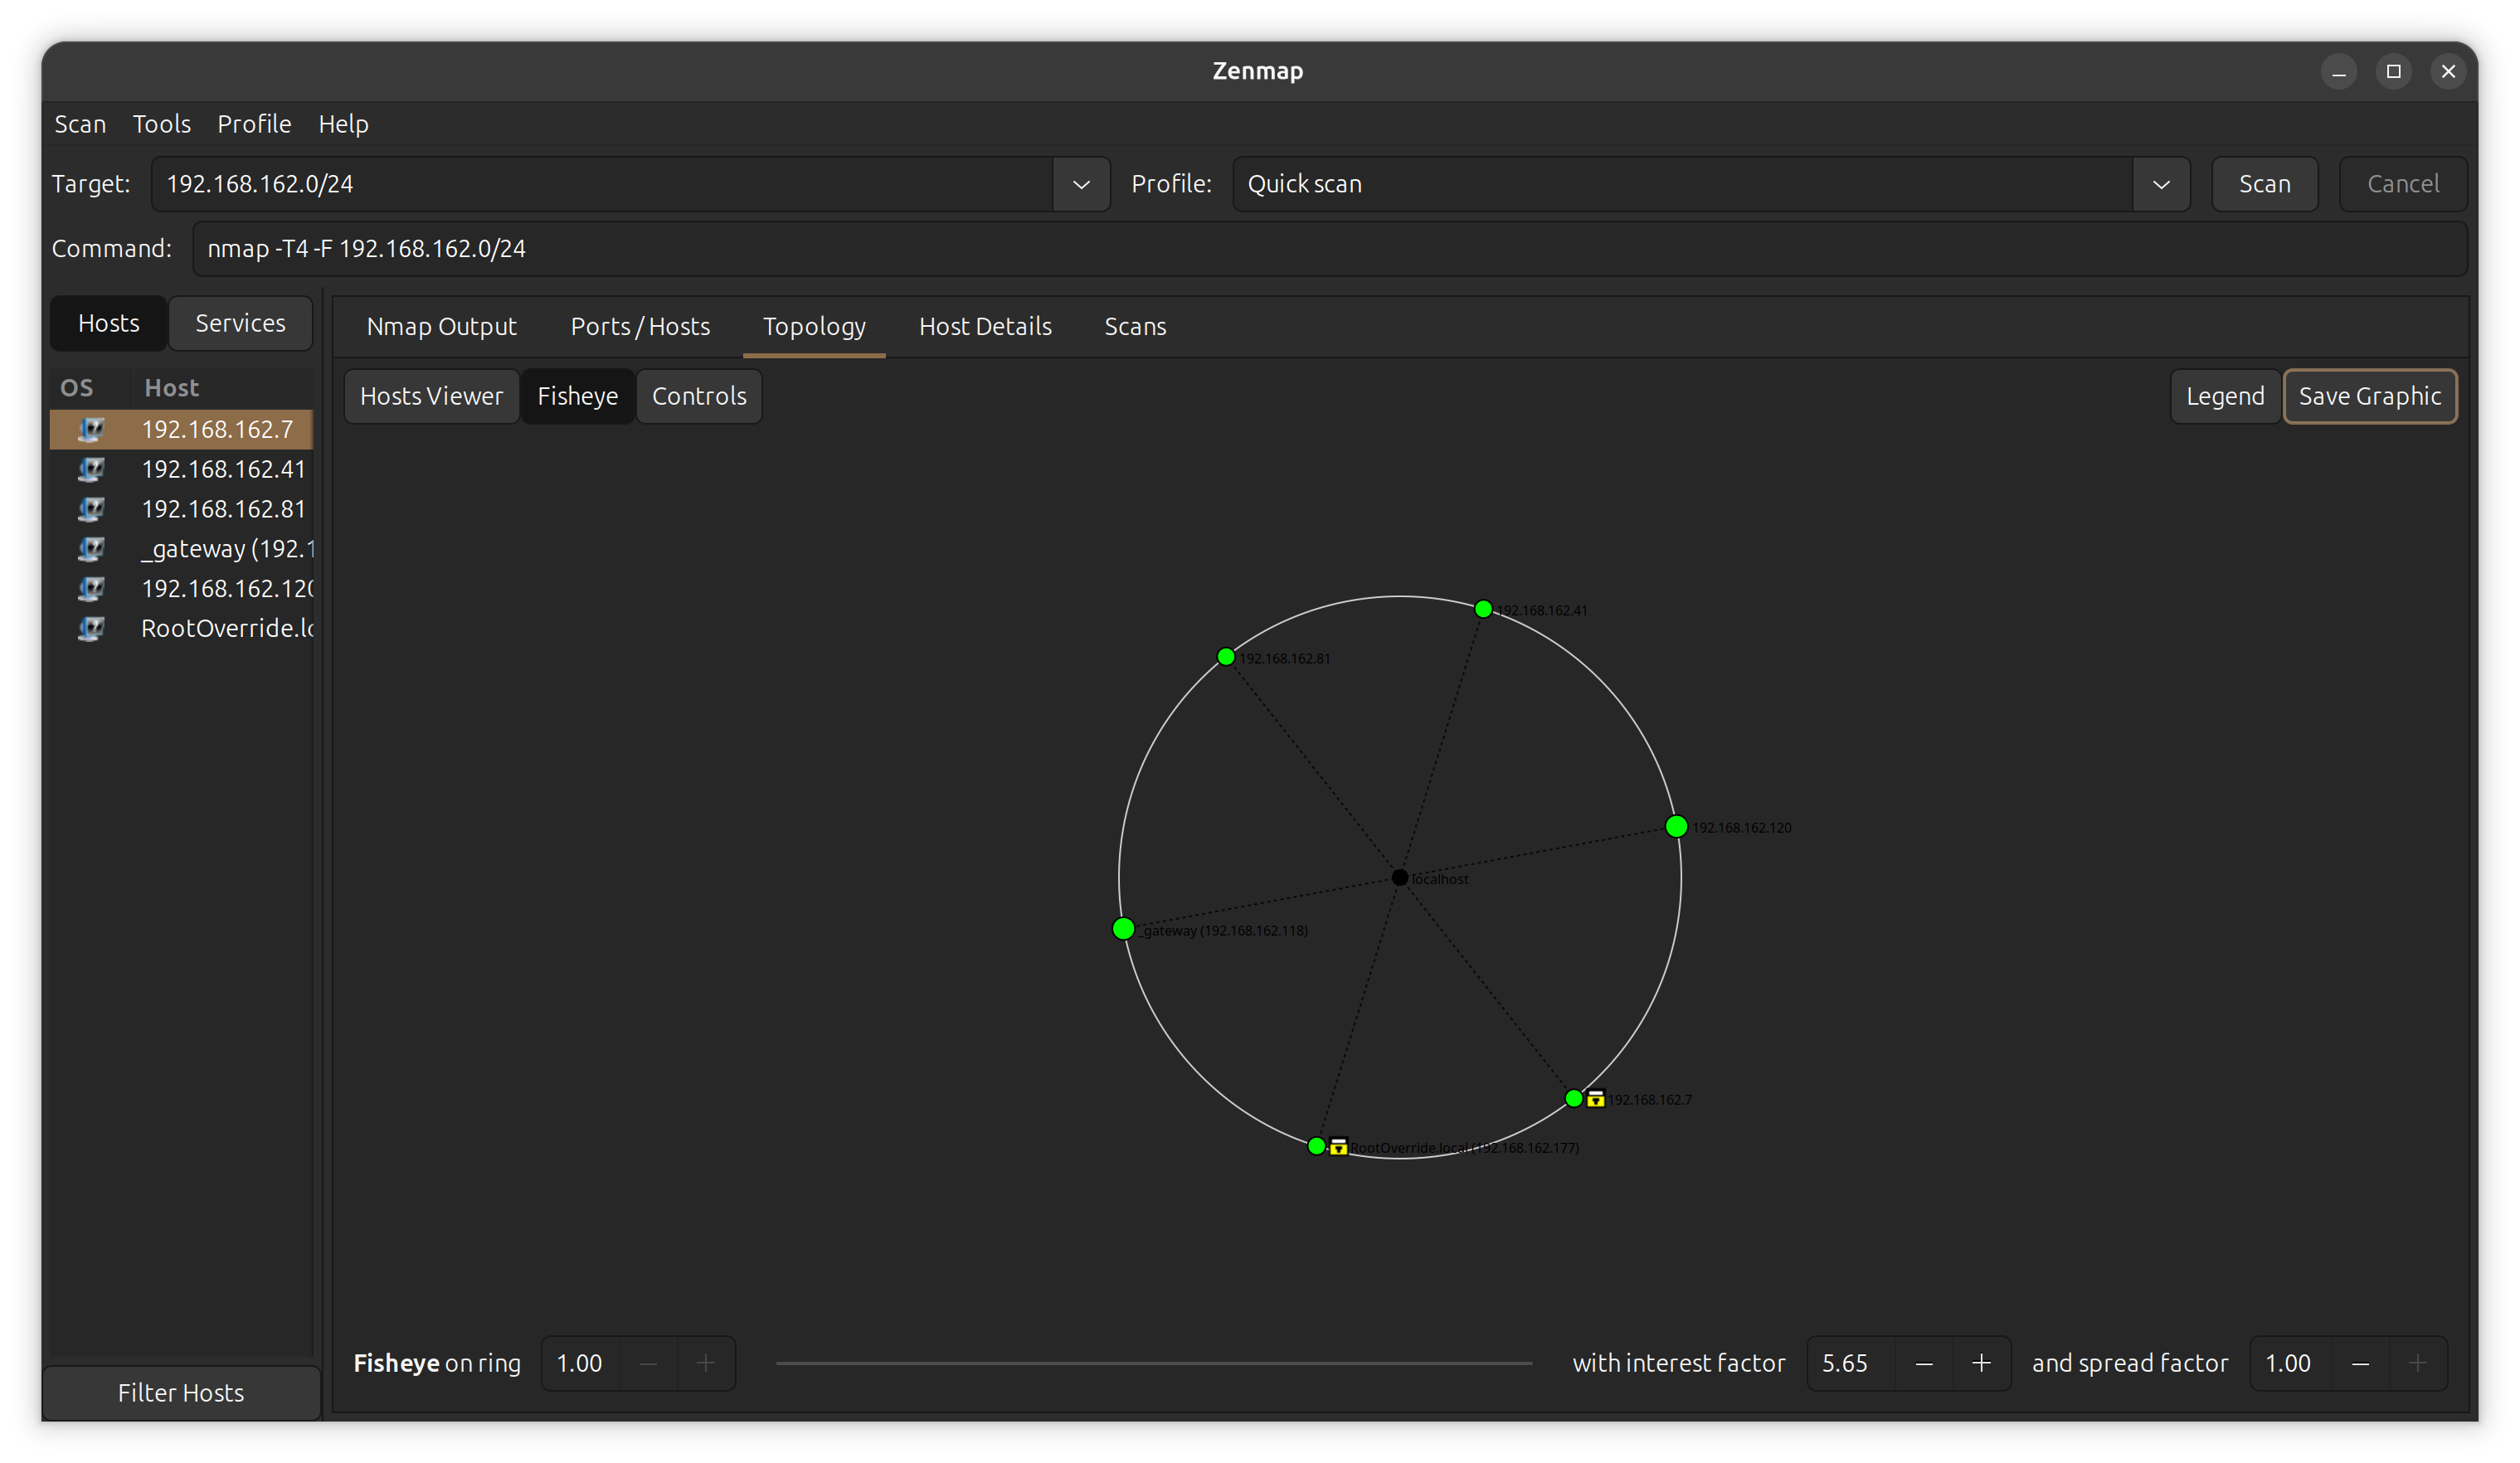 Zenmap
Scan Tools Profile Help
Target: 192.168.162.0/24 Profile: Quick scan Scan Cancel
Command: nmap -T4 -F 192.168.162.0/24
Hosts Services
Nmap Output Ports / Hosts Topology Host Details Scans
OS Host
Hosts Viewer Fisheye Controls Legend Save Graphic
192.168.162.7
192.168.162.41
192.168.162.81
_gateway (192.1
192.168.162.120
RootOverride.lo
192.168.162.41
192.168.162.81
192.168.162.120
localhost
_gateway (192.168.162.118)
192.168.162.7
RootOverride.local (192.168.162.177)
Fisheye on ring 1.00 − + with interest factor 5.65 − + and spread factor 1.00 − +
Filter Hosts